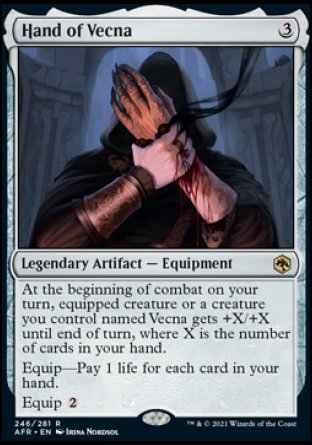 Hand of Vecna 3
Legendary Artifact — Equipment
At the beginning of combat on your
turn, equipped creature or a creature
you control named Vecna gets +X/+X
until end of turn, where X is the
number of cards in your hand.
Equip—Pay 1 life for each card in your
hand.
Equip 2
246/281 R
AFR • EN Irina Nordsol
™ & © 2021 Wizards of the Coast